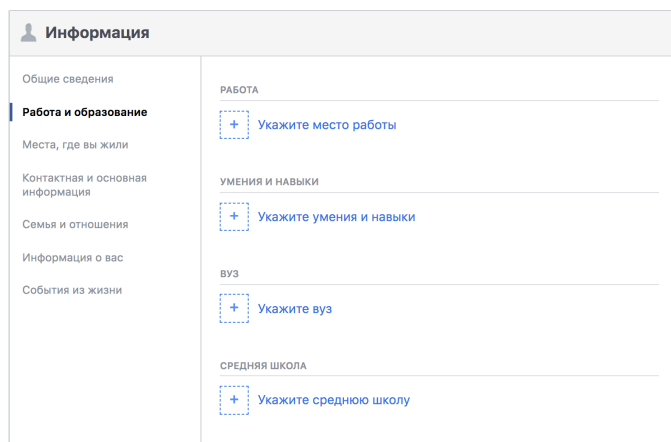 Информация
Общие сведения
Работа и образование
Места, где вы жили
Контактная и основная
информация
Семья и отношения
Информация о вас
События из жизни
РАБОТА
+ Укажите место работы
УМЕНИЯ И НАВЫКИ
+ Укажите умения и навыки
ВУЗ
+ Укажите вуз
СРЕДНЯЯ ШКОЛА
+ Укажите среднюю школу